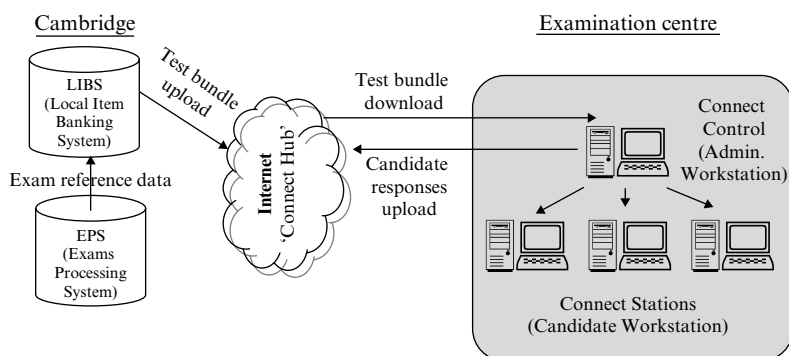 Cambridge
Examination centre
LIBS
(Local Item
Banking
System)
Test bundle
upload
Exam reference data
EPS
(Exams
Processing
System)
Internet
‘Connect Hub’
Test bundle
download
Candidate
responses
upload
Connect
Control
(Admin.
Workstation)
Connect Stations
(Candidate Workstation)